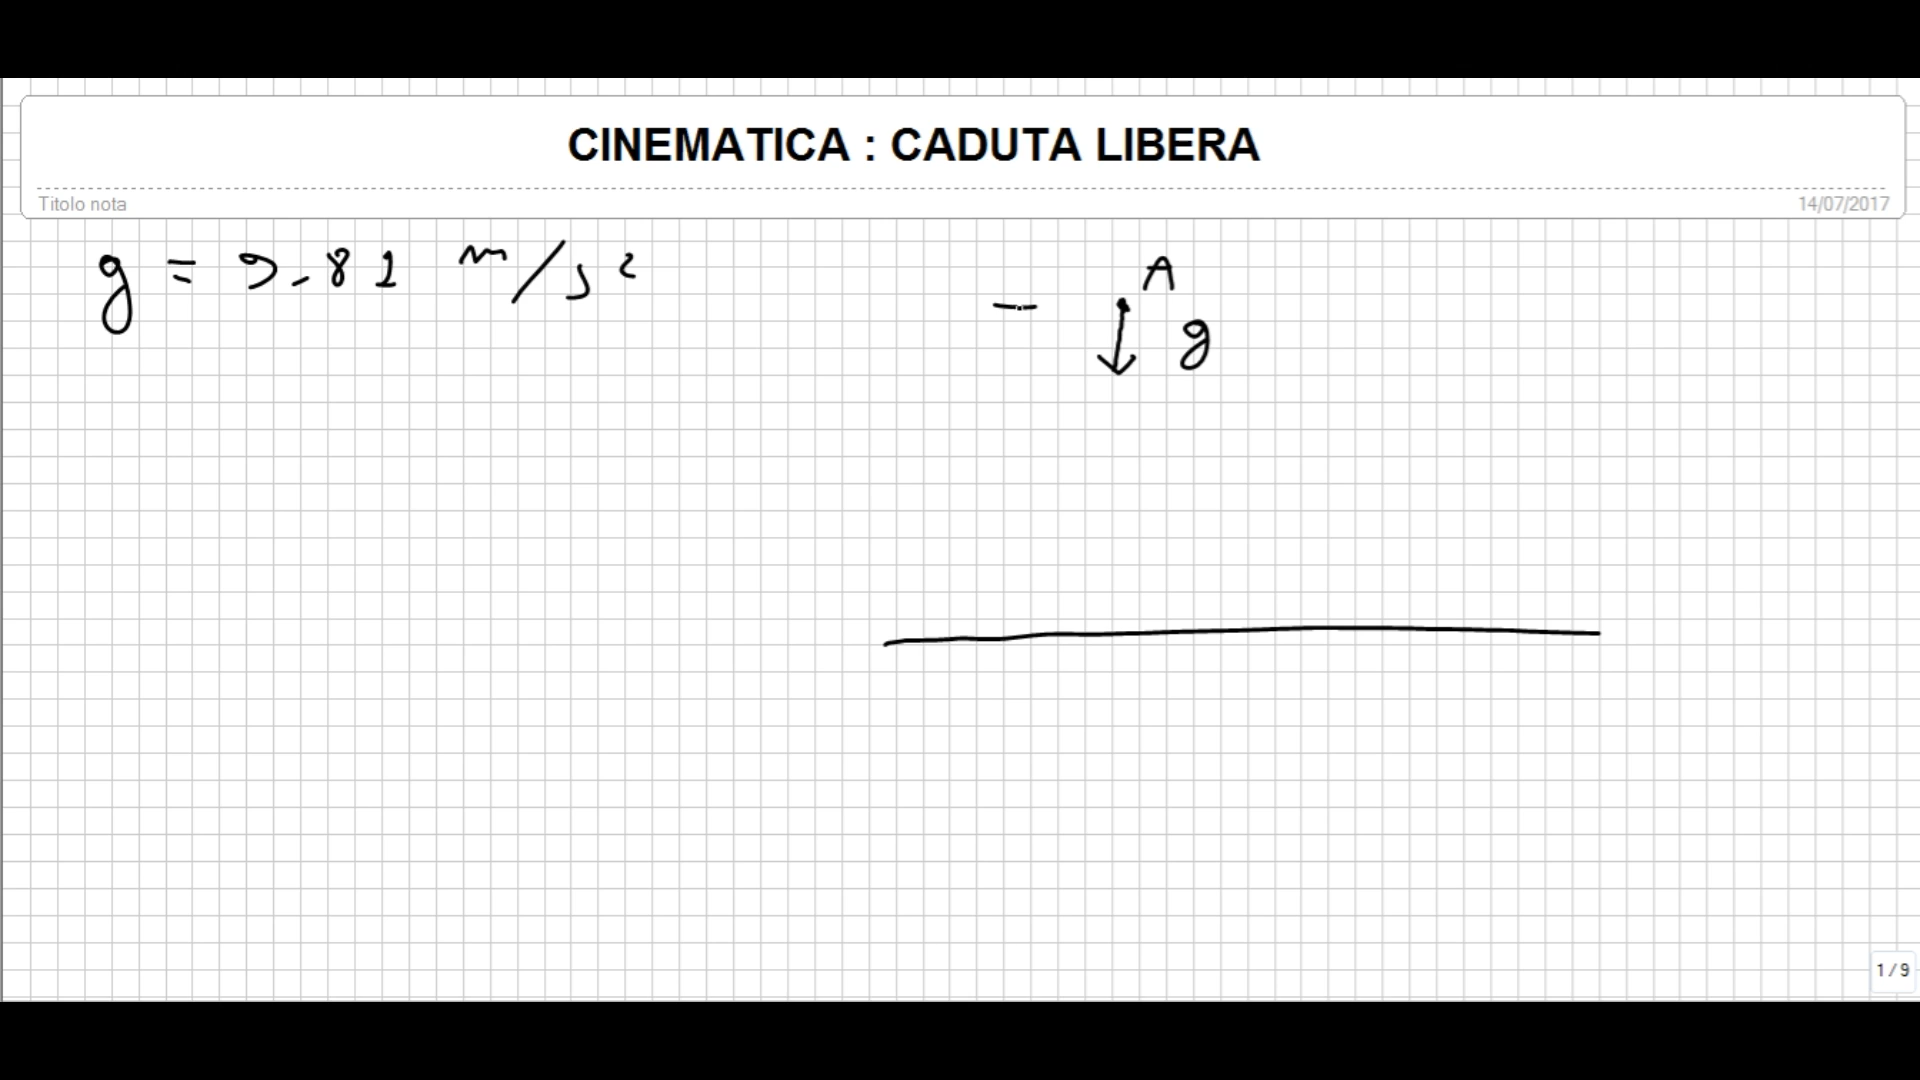 CINEMATICA : CADUTA LIBERA
Titolo nota
14/07/2017
g = 9.81 m/s²
A
g
1 / 9